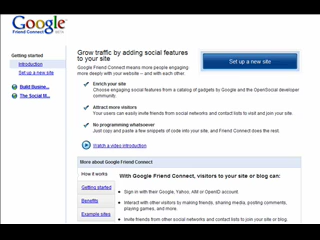 Google
Friend Connect BETA
Getting started
Introduction
Set up a new site
Build Busine...
The Social M...
Grow traffic by adding social features
to your site
Google Friend Connect means more people engaging
more deeply with your website -- and with each other.
Set up a new site
Enrich your site
Choose engaging social features from a catalog of gadgets by Google and the OpenSocial developer
community.
Attract more visitors
Your users can easily invite friends from social networks and contact lists to visit and join your site.
No programming whatsoever
Just copy and paste a few snippets of code into your site, and Friend Connect does the rest.
Watch a video introduction
More about Google Friend Connect
How it works
Getting started
Benefits
Example sites
With Google Friend Connect, visitors to your site or blog can:
Sign in with their Google, Yahoo, AIM or OpenID account.
Interact with other visitors by making friends, sharing media, posting comments,
playing games, and more.
Invite friends from other social networks and contact lists to join your site or blog.